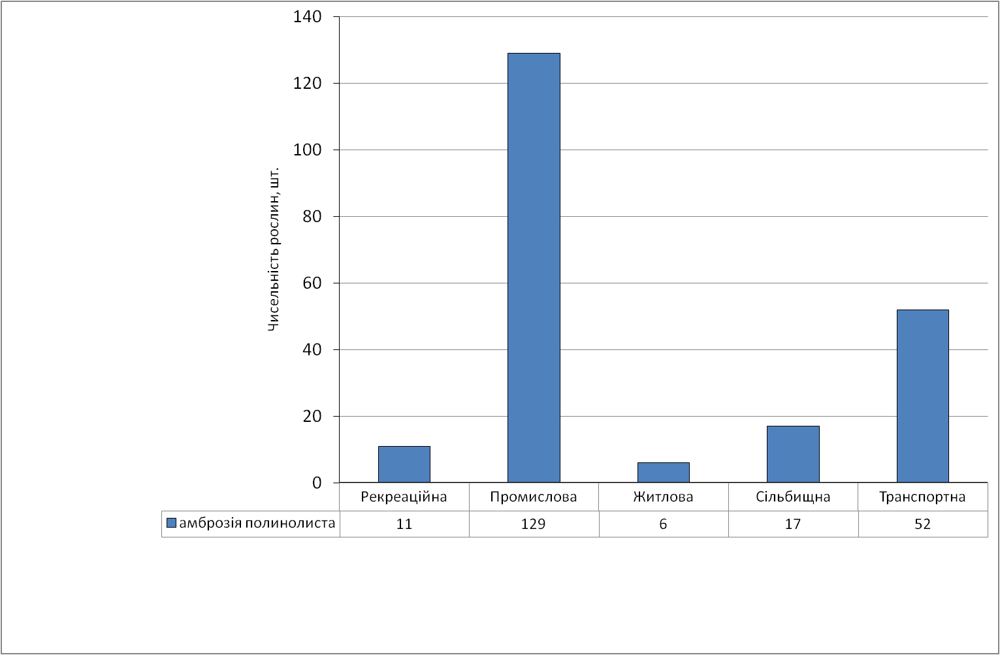 140
120
100
80
60
40
20
0
Чисельність рослин, шт.
Рекреаційна Промислова Житлова Сільбищна Транспортна
амброзія полинолиста 11 129 6 17 52